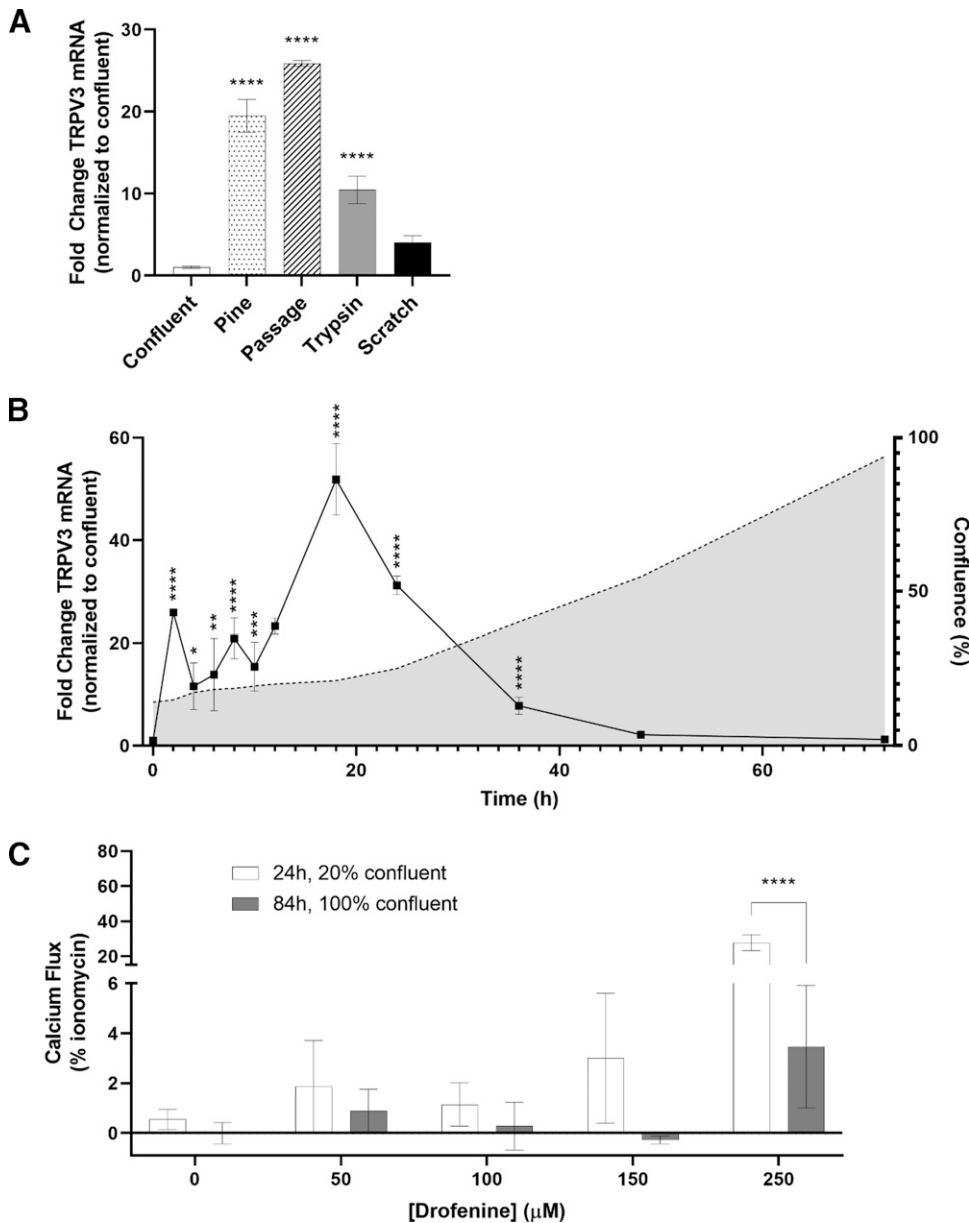 A
Fold Change TRPV3 mRNA
(normalized to confluent)
30
20
10
0
****
****
****
Confluent
Pine
Passage
Trypsin
Scratch
B
Fold Change TRPV3 mRNA
(normalized to confluent)
60
40
20
0
****
*
**
****
***
****
****
****
100
50
0
Confluence (%)
0
20
40
60
Time (h)
C
Calcium Flux
(% ionomycin)
80
60
40
20
6
4
2
0
24h, 20% confluent
84h, 100% confluent
****
0
50
100
150
250
[Drofenine] (μM)